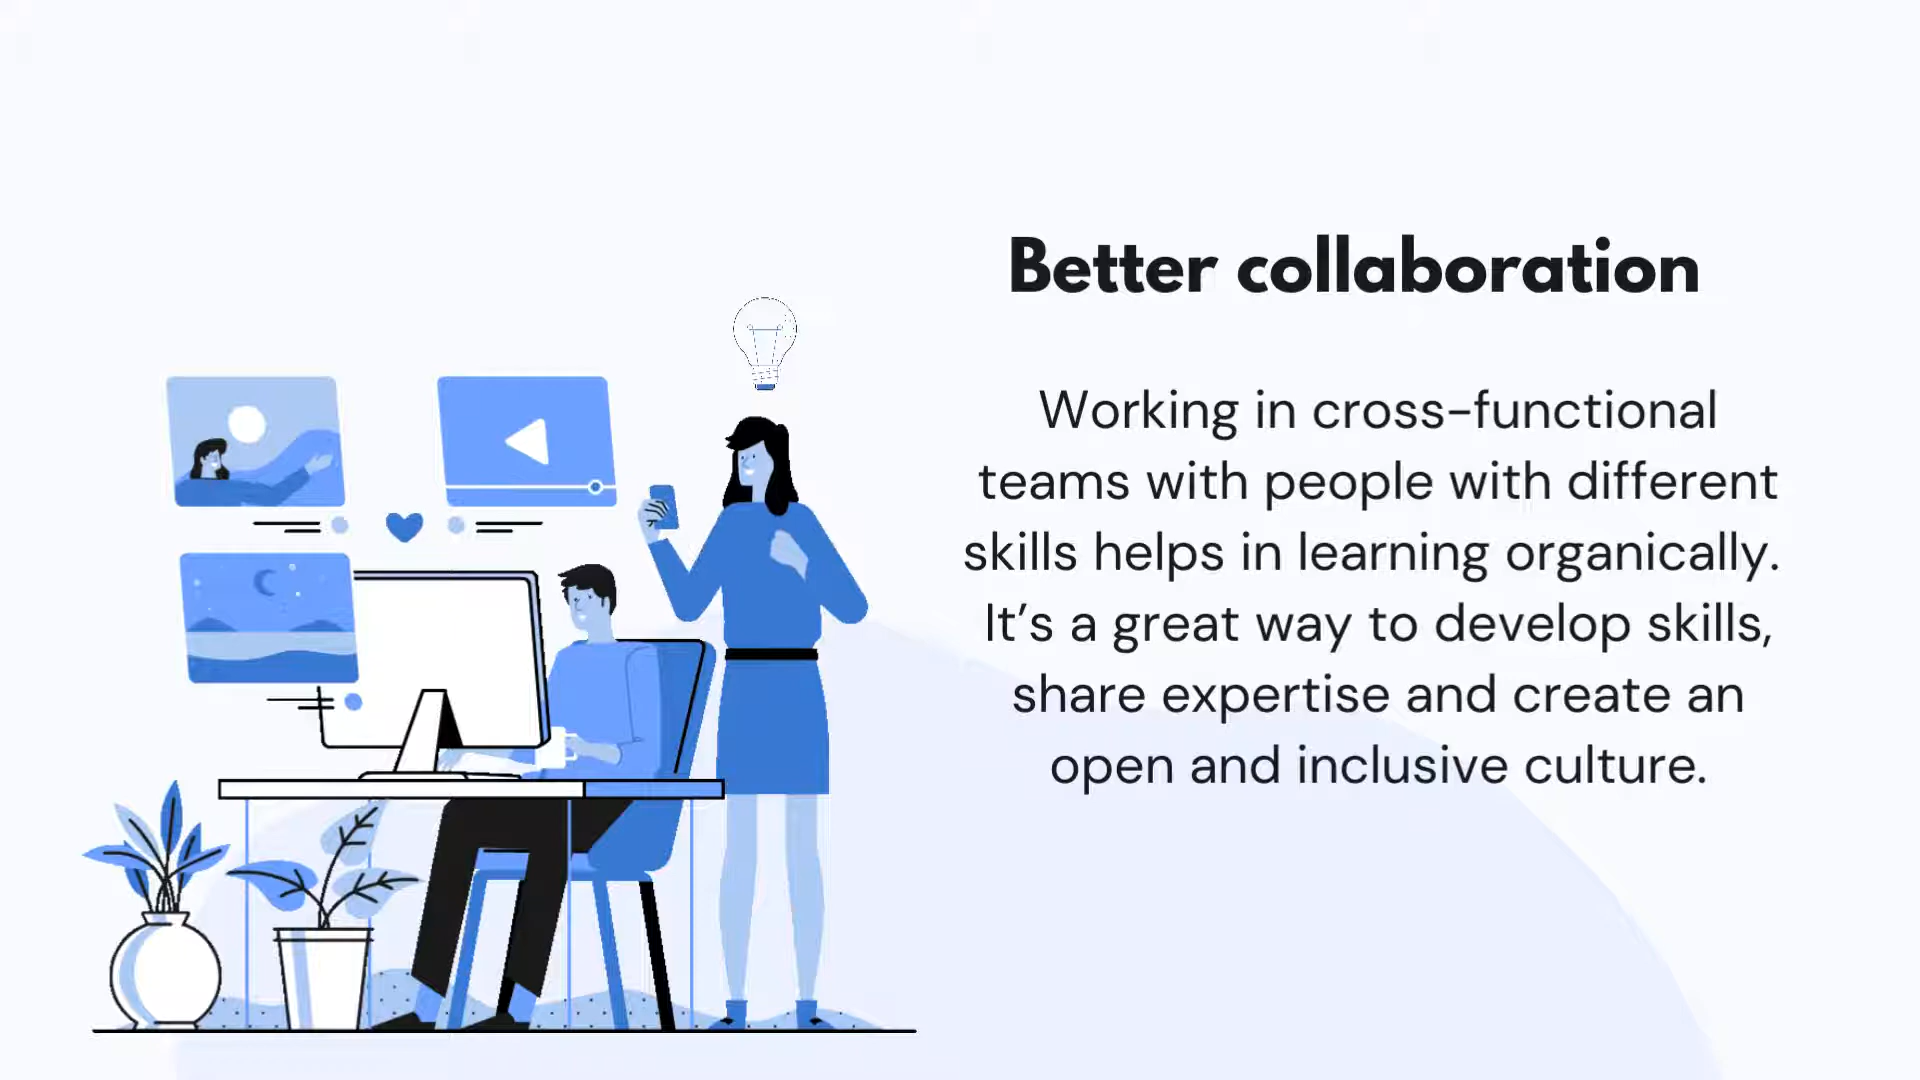 Better collaboration
Working in cross-functional
teams with people with different
skills helps in learning organically.
It’s a great way to develop skills,
share expertise and create an
open and inclusive culture.